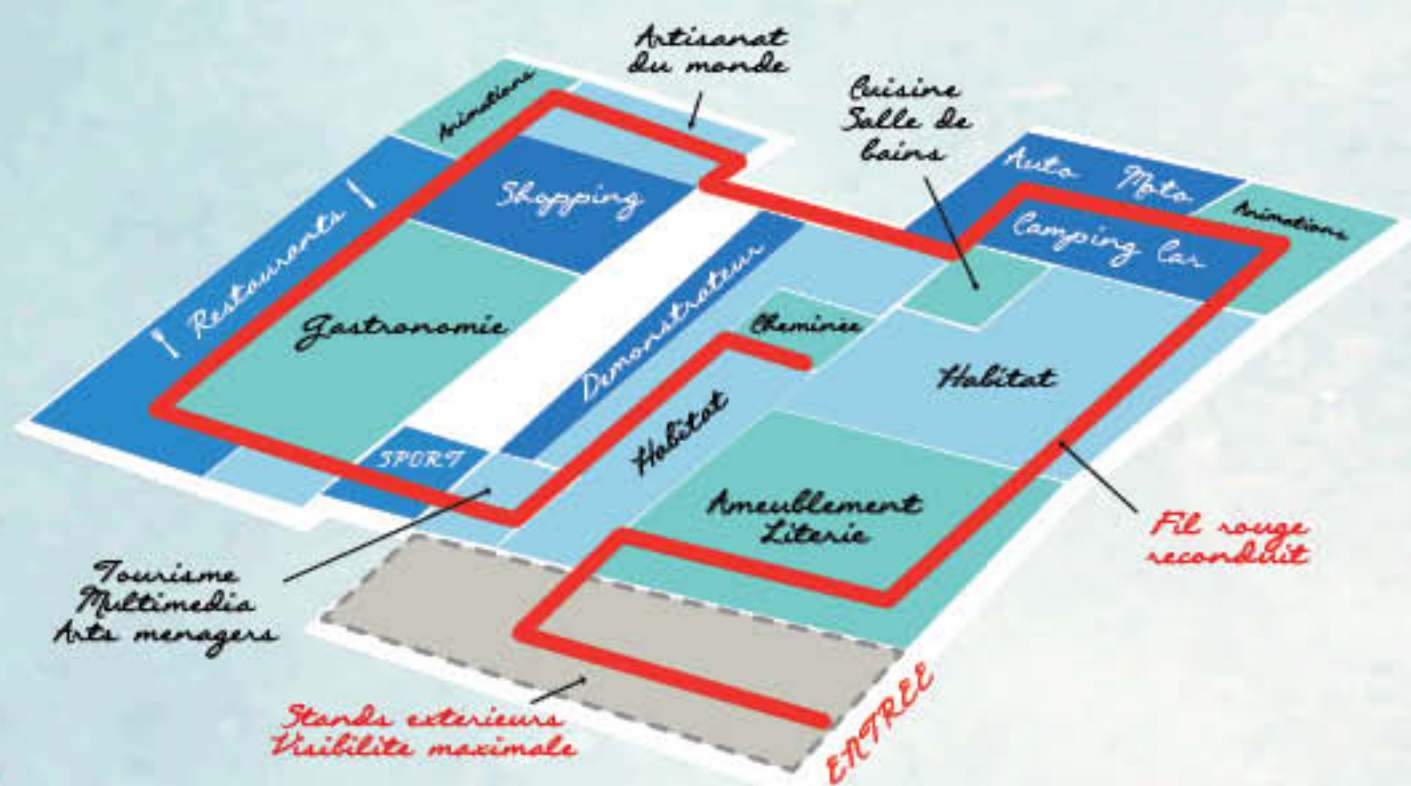 Artisanat
du monde
Animations
Cuisine
Salle de
bains
Auto Moto
Camping Car
Animations
Shopping
Restaurants
Gastronomie
Demonstrateur
Cheminée
Habitat
Habitat
SPORT
Ameublement
Literie
Fil rouge
reconduit
Tourisme
Multimedia
Arts menagers
Stands exterieurs
Visibilite maximale
ENTREE